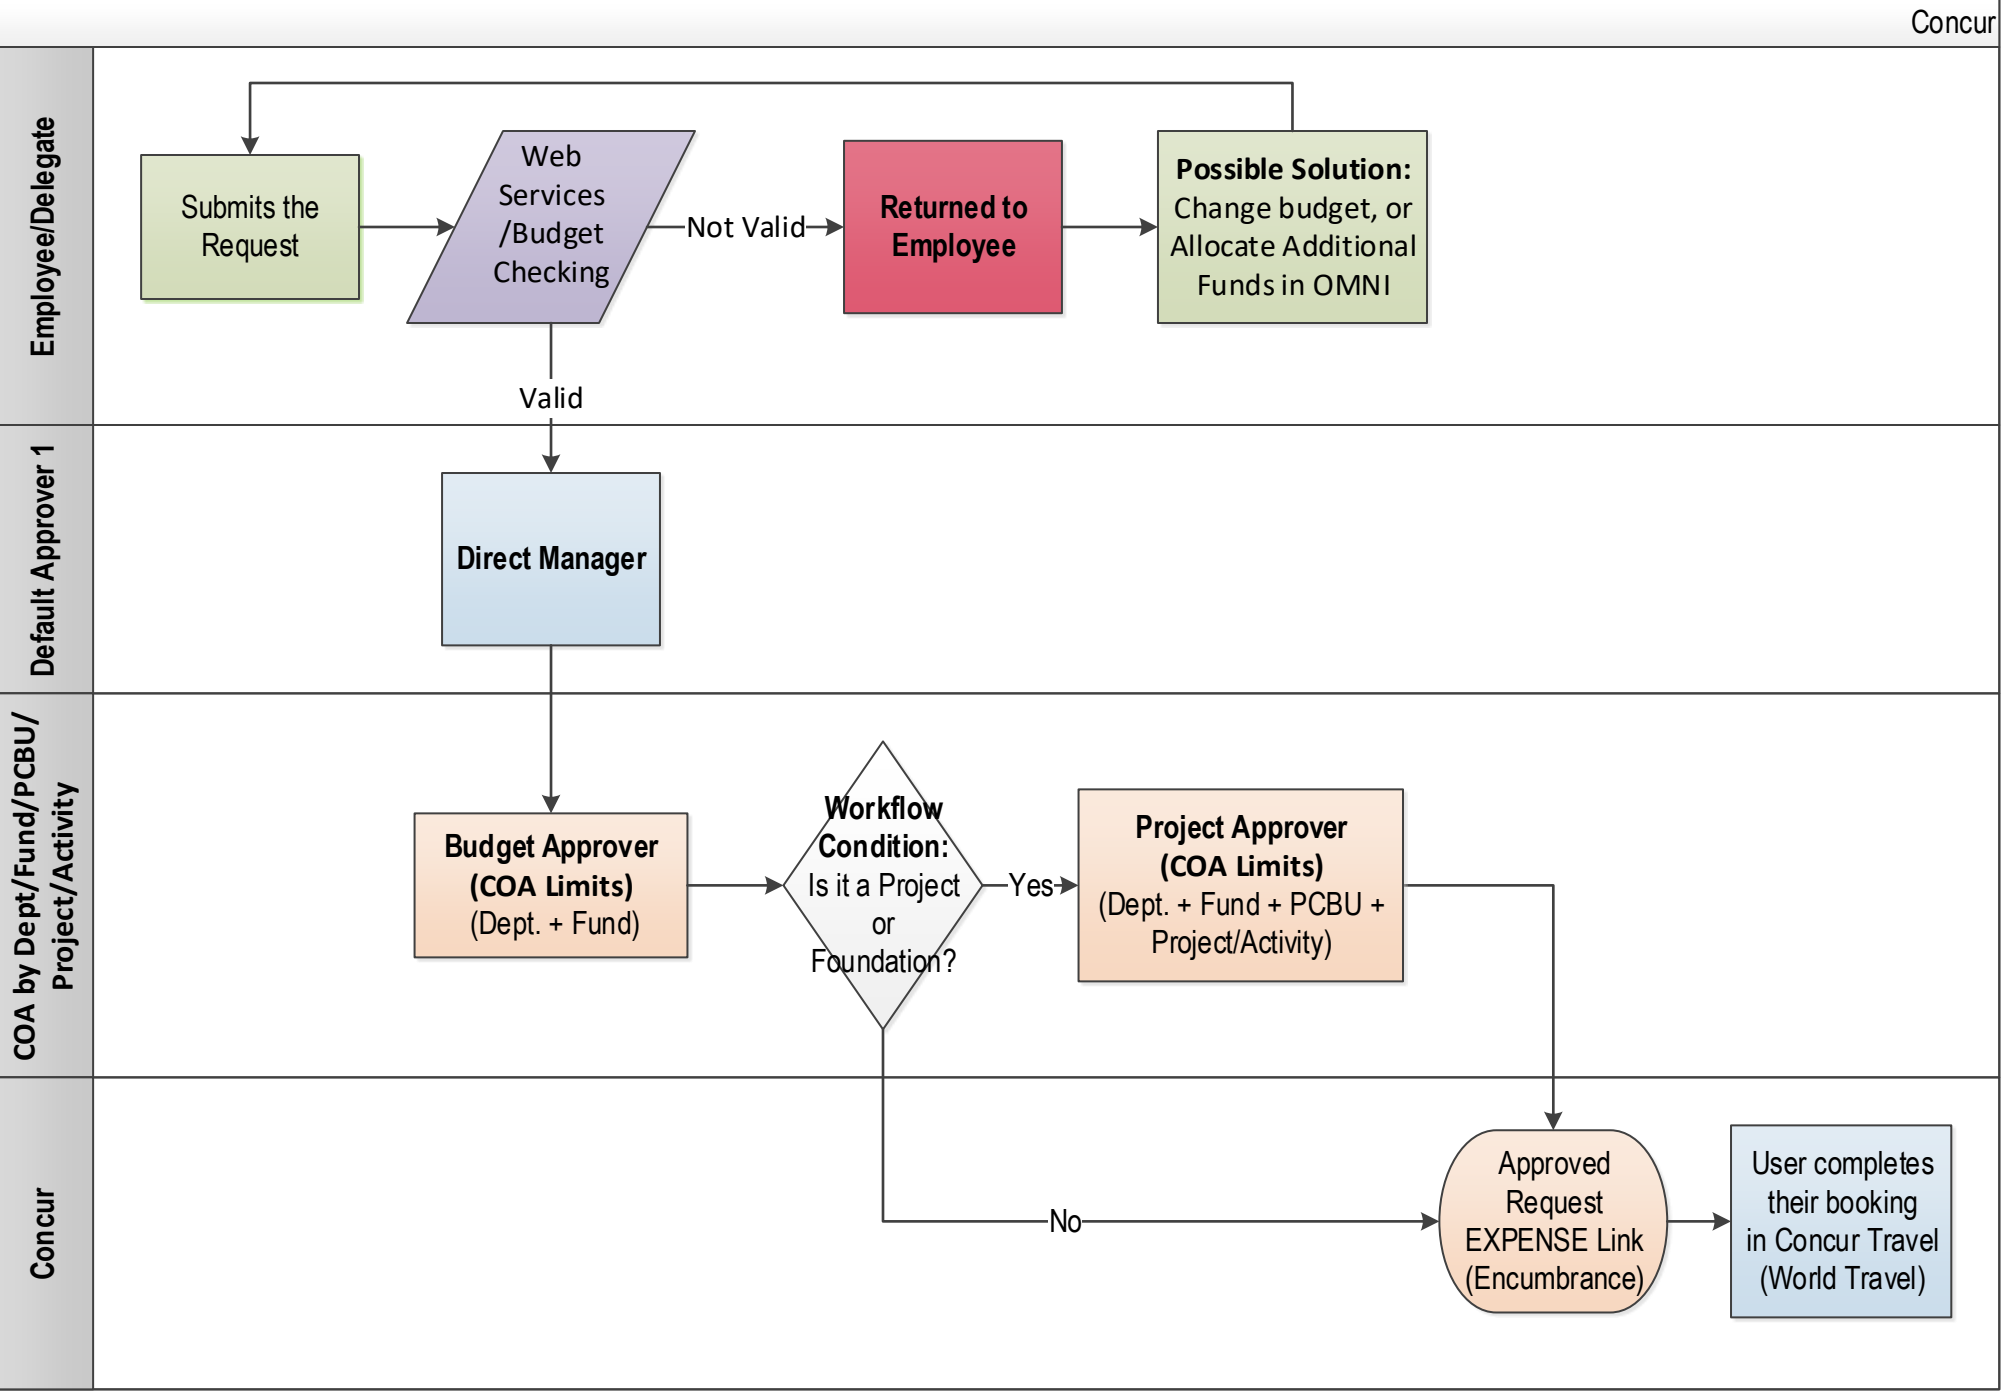 Concur
Employee/Delegate
Submits the
Request
Web
Services
/Budget
Checking
Not Valid
Returned to
Employee
Possible Solution:
Change budget, or
Allocate Additional
Funds in OMNI
Valid
Default Approver 1
Direct Manager
COA by Dept/Fund/PCBU/
Project/Activity
Budget Approver
(COA Limits)
(Dept. + Fund)
Workflow
Condition:
Is it a Project
or
Foundation?
Yes
Project Approver
(COA Limits)
(Dept. + Fund + PCBU +
Project/Activity)
Concur
No
Approved
Request
EXPENSE Link
(Encumbrance)
User completes
their booking
in Concur Travel
(World Travel)